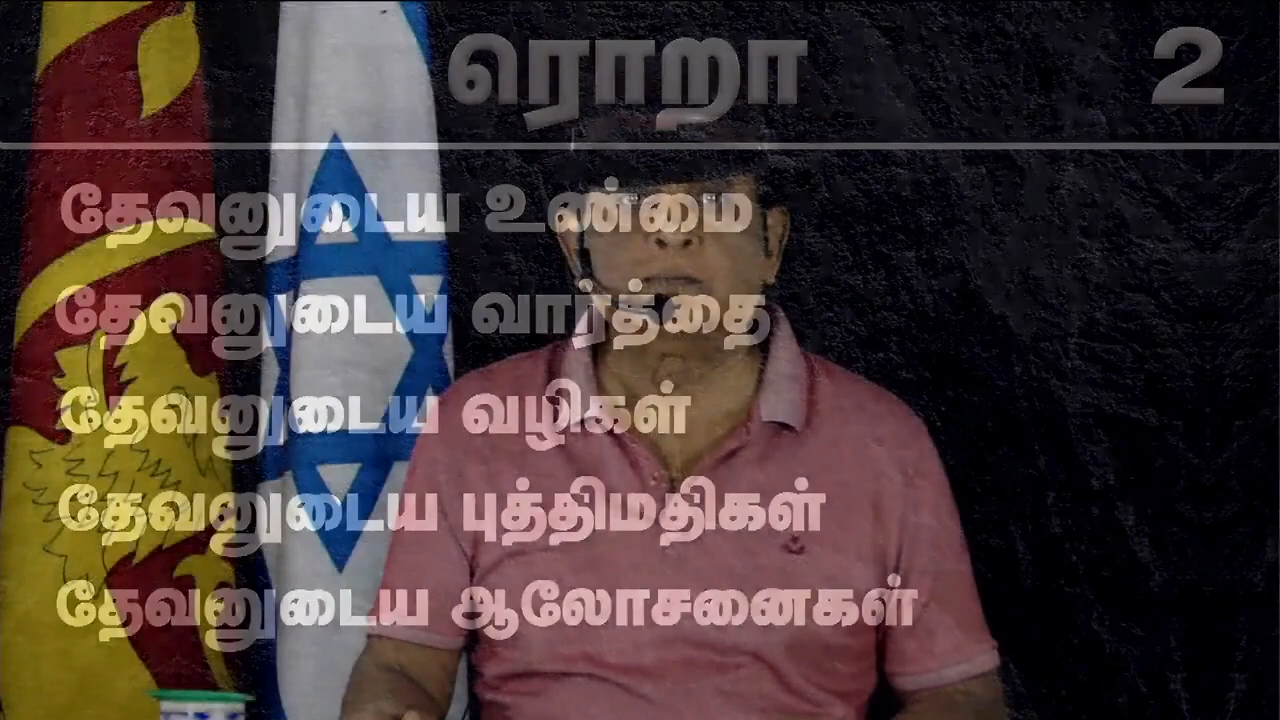 ரொறா 2
தேவனுடைய உண்மை
தேவனுடைய வார்த்தை
தேவனுடைய வழிகள்
தேவனுடைய புத்திமதிகள்
தேவனுடைய ஆலோசனைகள்